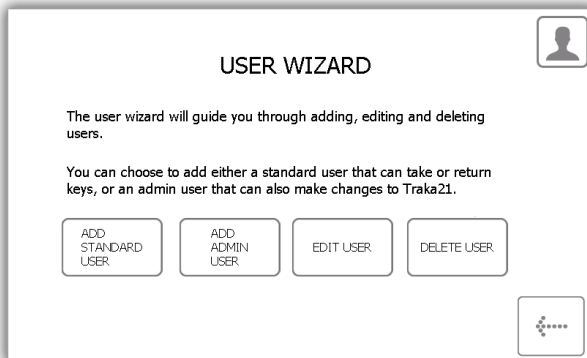 USER WIZARD
The user wizard will guide you through adding, editing and deleting
users.
You can choose to add either a standard user that can take or return
keys, or an admin user that can also make changes to Traka21.
ADD
STANDARD
USER
ADD
ADMIN
USER
EDIT USER
DELETE USER